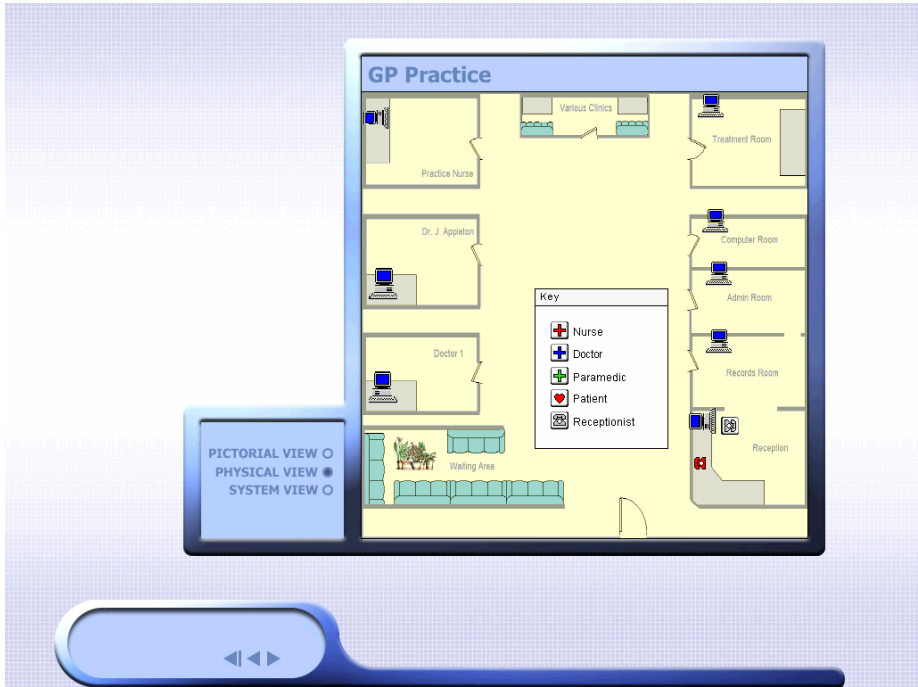 GP Practice
Various Clinics
Treatment Room
Practice Nurse
Dr. J. Appleton
Computer Room
Key
Admin Room
Nurse
Doctor
Paramedic
Patient
Receptionist
Doctor 1
Records Room
Reception
Waiting Area
PICTORIAL VIEW
PHYSICAL VIEW
SYSTEM VIEW